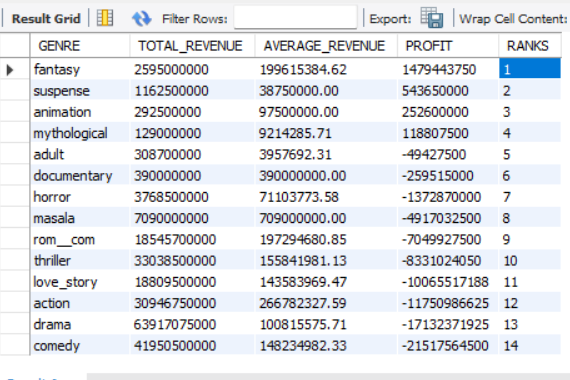 Result Grid Filter Rows: Export: Wrap Cell Content:
GENRE TOTAL_REVENUE AVERAGE_REVENUE PROFIT RANKS
fantasy 2595000000 199615384.62 1479443750 1
suspense 1162500000 38750000.00 543650000 2
animation 292500000 97500000.00 252600000 3
mythological 129000000 9214285.71 118807500 4
adult 308700000 3957692.31 -49427500 5
documentary 390000000 390000000.00 -259515000 6
horror 3768500000 71103773.58 -1372870000 7
masala 7090000000 709000000.00 -4917032500 8
rom__com 18545700000 197294680.85 -7049927500 9
thriller 33038500000 155841981.13 -8331024050 10
love_story 18809500000 143583969.47 -10065517188 11
action 30946750000 266782327.59 -11750986625 12
drama 63917075000 100815575.71 -17132371925 13
comedy 41950500000 148234982.33 -21517564500 14